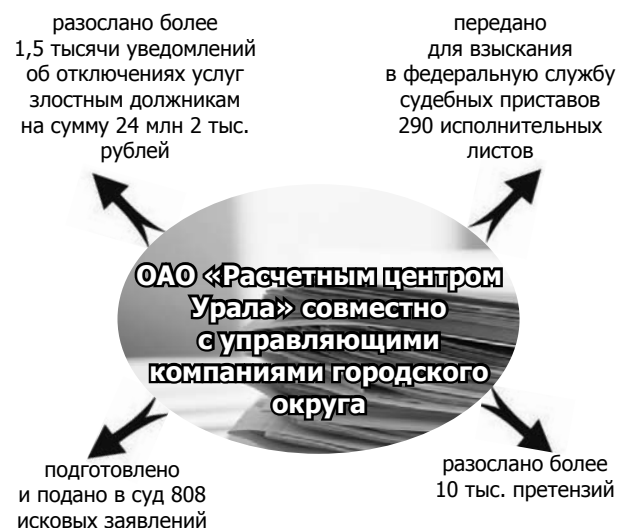 разослано более
1,5 тысячи уведомлений
об отключениях услуг
злостным должникам
на сумму 24 млн 2 тыс.
рублей
передано
для взыскания
в федеральную службу
судебных приставов
290 исполнительных
листов
ОАО «Расчетным центром
Урала» совместно
с управляющими
компаниями городского
округа
подготовлено
и подано в суд 808
исковых заявлений
разослано более
10 тыс. претензий